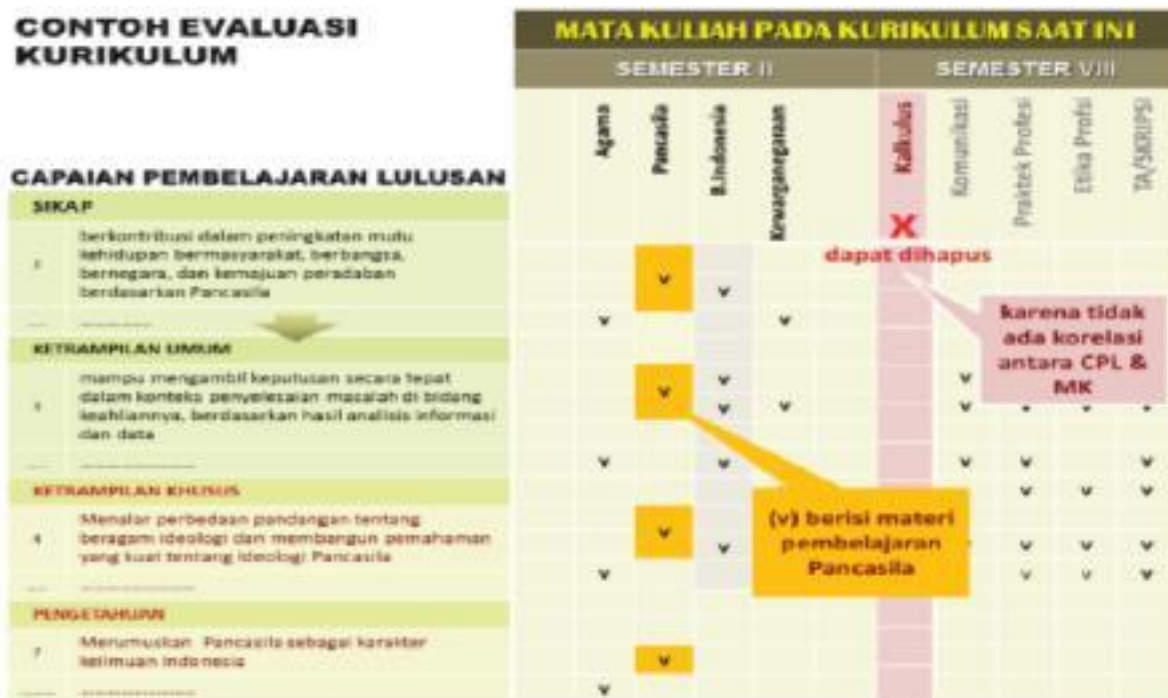 CONTOH EVALUASI
KURIKULUM
MATA KULIAH PADA KURIKULUM SAAT INI
SEMESTER II
SEMESTER VIII
Agama
Pancasila
B.Indonesia
Kewarganegaraan
Kalkulus
Komunikasi
Praktek Profesi
Etika Profsi
TA/SKRIPSI
CAPAIAN PEMBELAJARAN LULUSAN
X
dapat dihapus
karena tidak
ada korelasi
antara CPL &
MK
SIKAP
berkontribusi dalam peningkatan mutu
kehidupan bermasyarakat, berbangsa,
bernegara, dan kemajuan peradaban
berdasarkan Pancasila
v v
v v
KETRAMPILAN UMUM
mampu mengambil keputusan secara tepat
dalam konteks penyelesaian masalah di bidang
keahliannya, berdasarkan hasil analisis informasi
dan data
v v v
v v v
v v v v v
KETRAMPILAN KHUSUS
v v v
(v) berisi materi
pembelajaran
Pancasila
4 Menalar perbedaan pandangan tentang
beragam ideologi dan membangun pemahaman
yang kuat tentang ideologi Pancasila
v v v v v
v v v v
PENGETAHUAN
7 Merumuskan Pancasila sebagai karakter
keilmuan Indonesia
v
v